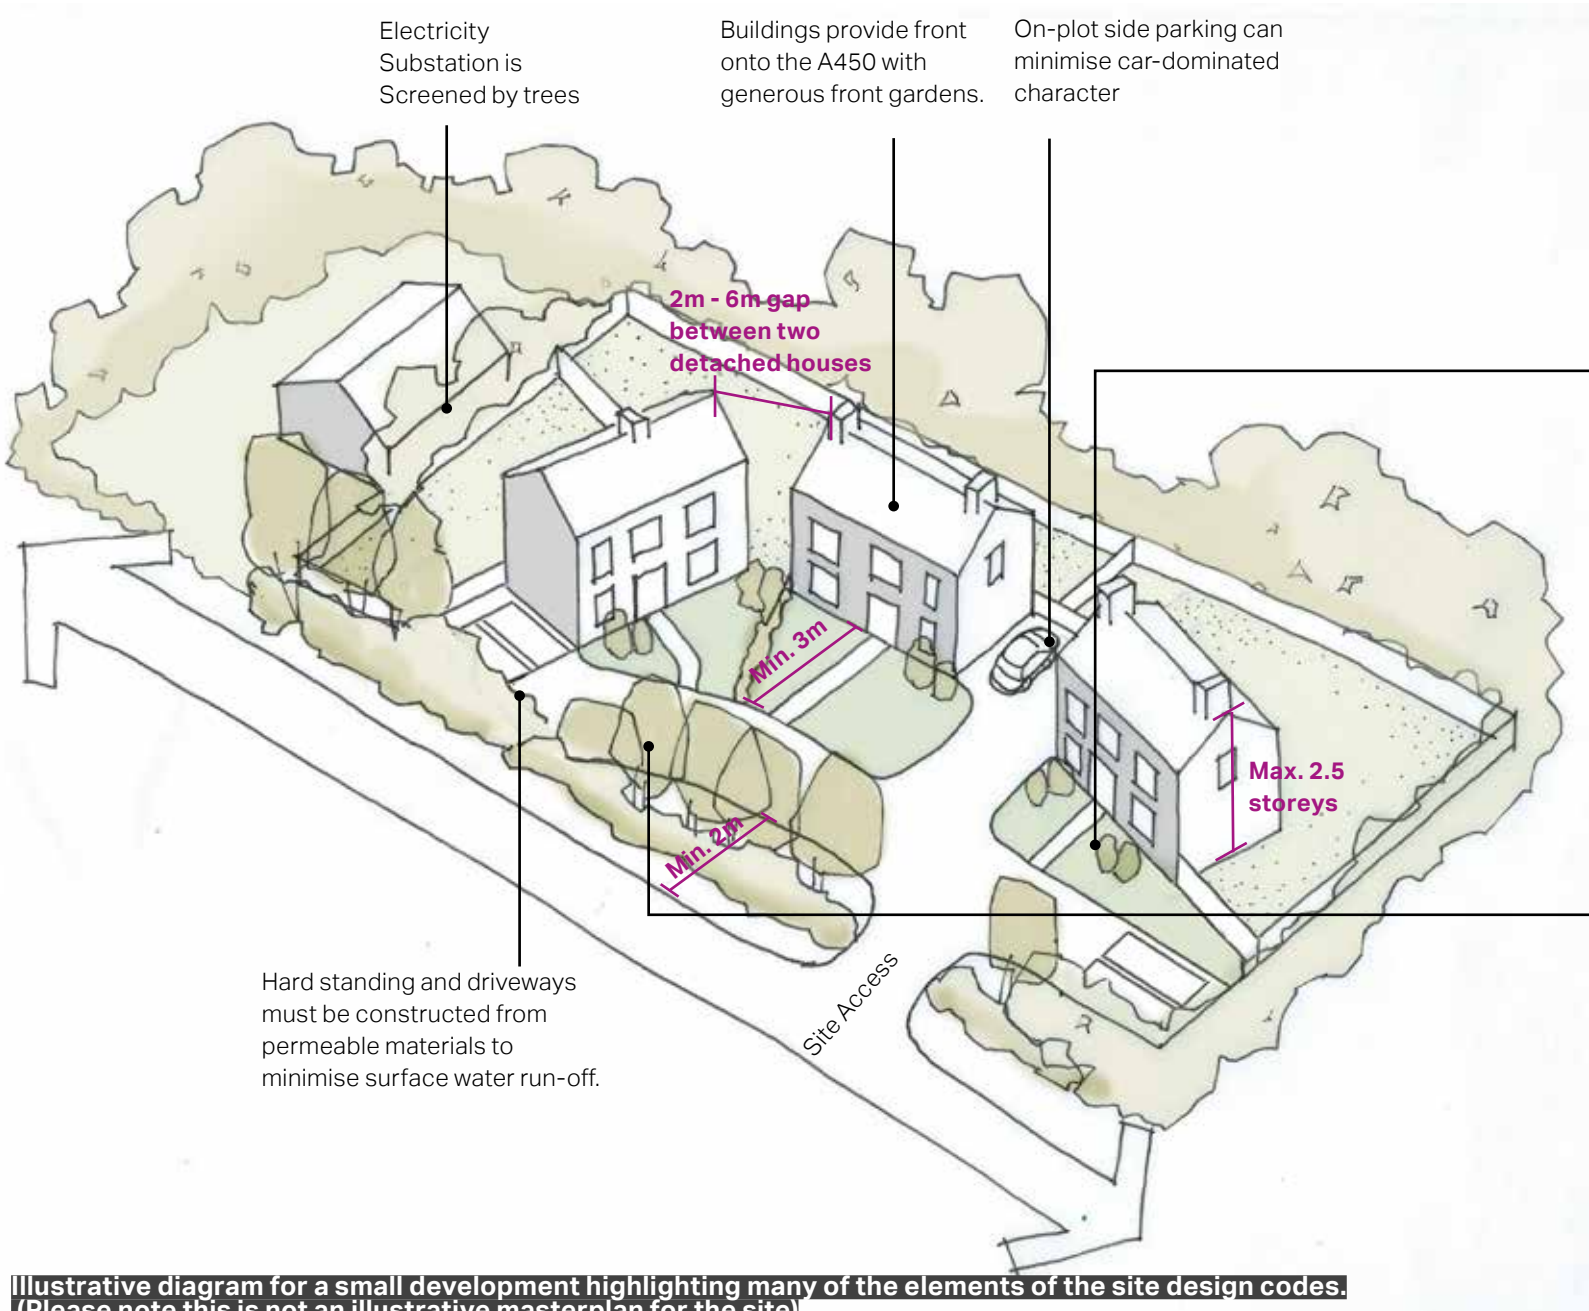 Electricity
Substation is
Screened by trees
Buildings provide front
onto the A450 with
generous front gardens.
On-plot side parking can
minimise car-dominated
character
2m - 6m gap
between two
detached houses
Min. 3m
Max. 2.5
storeys
Min. 2m
Site Access
Hard standing and driveways
must be constructed from
permeable materials to
minimise surface water run-off.
Illustrative diagram for a small development highlighting many of the elements of the site design codes.
(Please note this is not an illustrative masterplan for the site)